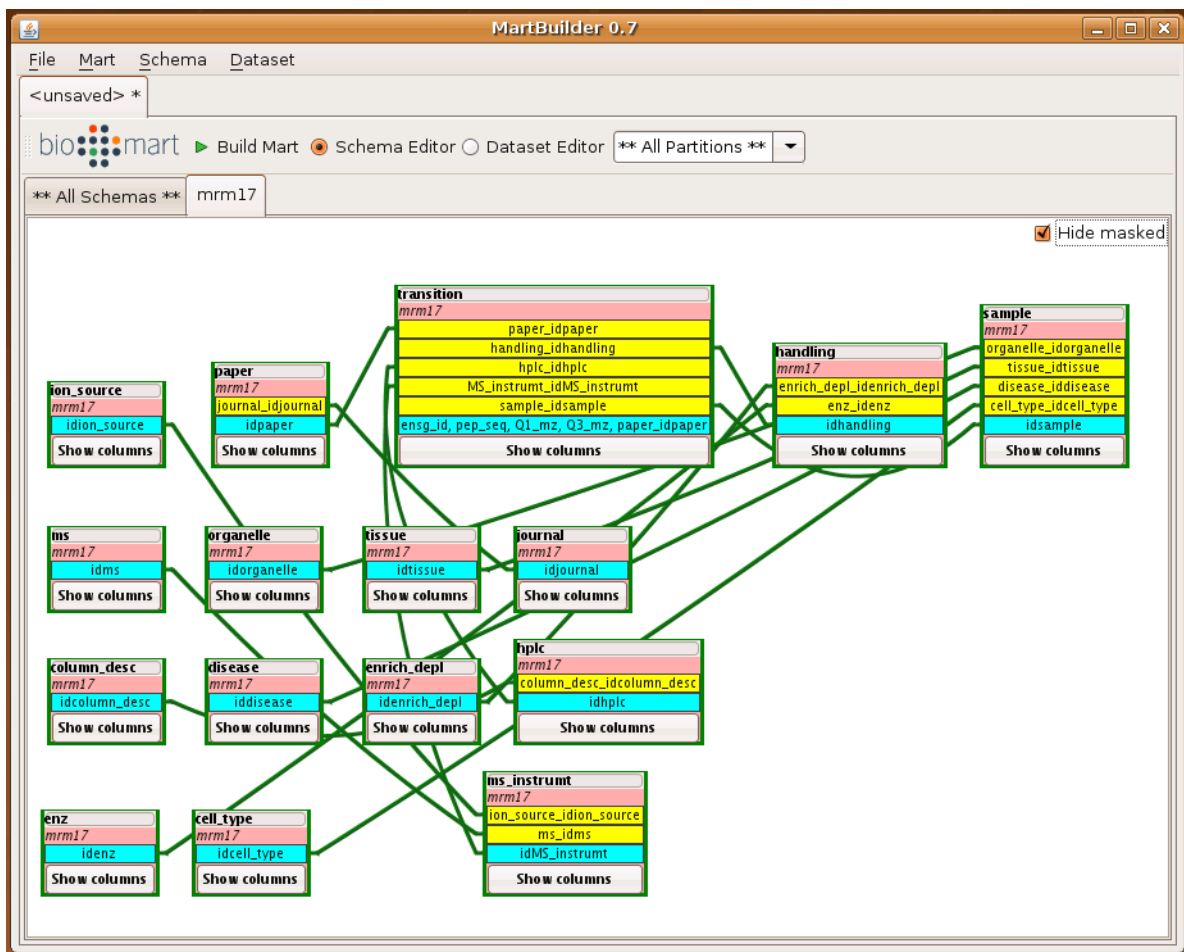 MartBuilder 0.7
File Mart Schema Dataset
<unsaved> *
bio mart Build Mart Schema Editor Dataset Editor ** All Partitions **
** All Schemas ** mrm17
Hide masked
transition
mrm17
paper_idpaper
handling_idhandling
hplc_idhplc
MS_instrumt_idMS_instrumt
sample_idsample
ensg_id, pep_seq, Q1_mz, Q3_mz, paper_idpaper
Show columns
sample
mrm17
organelle_idorganelle
tissue_idtissue
disease_iddisease
cell_type_idcell_type
idsample
Show columns
handling
mrm17
enrich_depl_idenrich_depl
enz_idenz
idhandling
Show columns
paper
mrm17
journal_idjournal
idpaper
Show columns
ion_source
mrm17
idion_source
Show columns
ms
mrm17
idms
Show columns
organelle
mrm17
idorganelle
Show columns
tissue
mrm17
idtissue
Show columns
journal
mrm17
idjournal
Show columns
column_desc
mrm17
idcolumn_desc
Show columns
disease
mrm17
iddisease
Show columns
enrich_depl
mrm17
idenrich_depl
Show columns
hplc
mrm17
column_desc_idcolumn_desc
idhplc
Show columns
enz
mrm17
idenz
Show columns
cell_type
mrm17
idcell_type
Show columns
ms_instrumt
mrm17
ion_source_idion_source
ms_idms
idMS_instrumt
Show columns